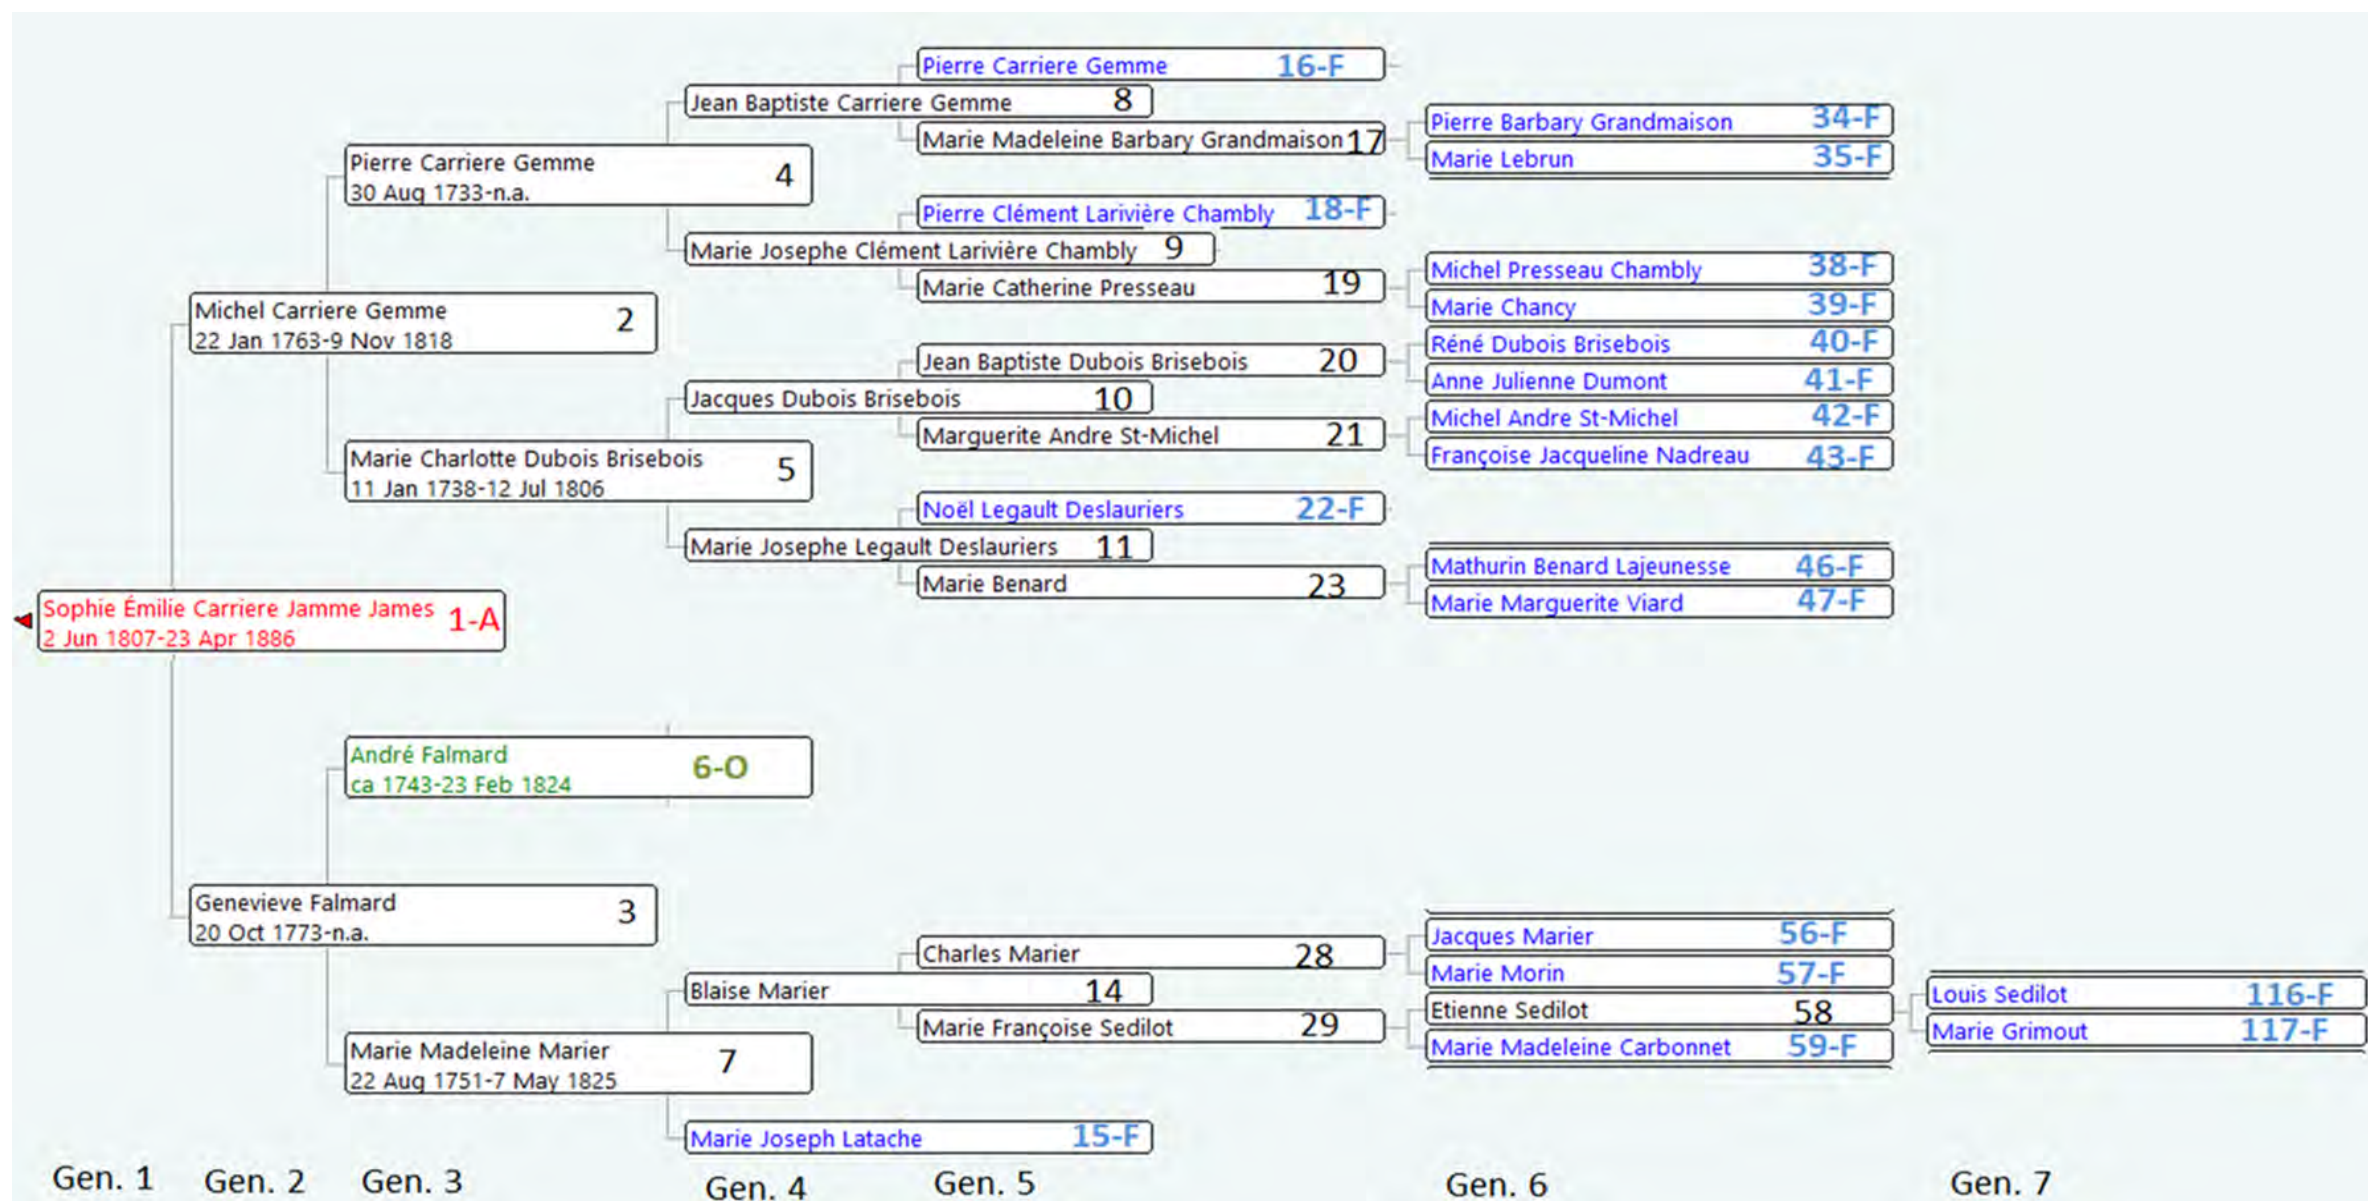 Pierre Carriere Gemme 16-F
Jean Baptiste Carriere Gemme 8
Pierre Barbary Grandmaison 34-F
Marie Madeleine Barbary Grandmaison 17
Marie Lebrun 35-F
Pierre Carriere Gemme
30 Aug 1733-n.a. 4
Pierre Clément Larivière Chambly 18-F
Marie Josephe Clément Larivière Chambly 9
Michel Presseau Chambly 38-F
Marie Catherine Presseau 19
Marie Chancy 39-F
Michel Carriere Gemme
22 Jan 1763-9 Nov 1818 2
Réné Dubois Brisebois 40-F
Jean Baptiste Dubois Brisebois 20
Anne Julienne Dumont 41-F
Jacques Dubois Brisebois 10
Michel Andre St-Michel 42-F
Marguerite Andre St-Michel 21
Françoise Jacqueline Nadreau 43-F
Marie Charlotte Dubois Brisebois
11 Jan 1738-12 Jul 1806 5
Noël Legault Deslauriers 22-F
Marie Josephe Legault Deslauriers 11
Mathurin Benard Lajeunesse 46-F
Marie Benard 23
Marie Marguerite Viard 47-F
Sophie Émilie Carriere Jamme James
2 Jun 1807-23 Apr 1886 1-A
André Falmard
ca 1743-23 Feb 1824 6-O
Genevieve Falmard
20 Oct 1773-n.a. 3
Jacques Marier 56-F
Charles Marier 28
Marie Morin 57-F
Blaise Marier 14
Louis Sedilot 116-F
Etienne Sedilot 58
Marie Françoise Sedilot 29
Marie Grimout 117-F
Marie Madeleine Carbonnet 59-F
Marie Madeleine Marier
22 Aug 1751-7 May 1825 7
Marie Joseph Latache 15-F
Gen. 1 Gen. 2 Gen. 3 Gen. 4 Gen. 5 Gen. 6 Gen. 7